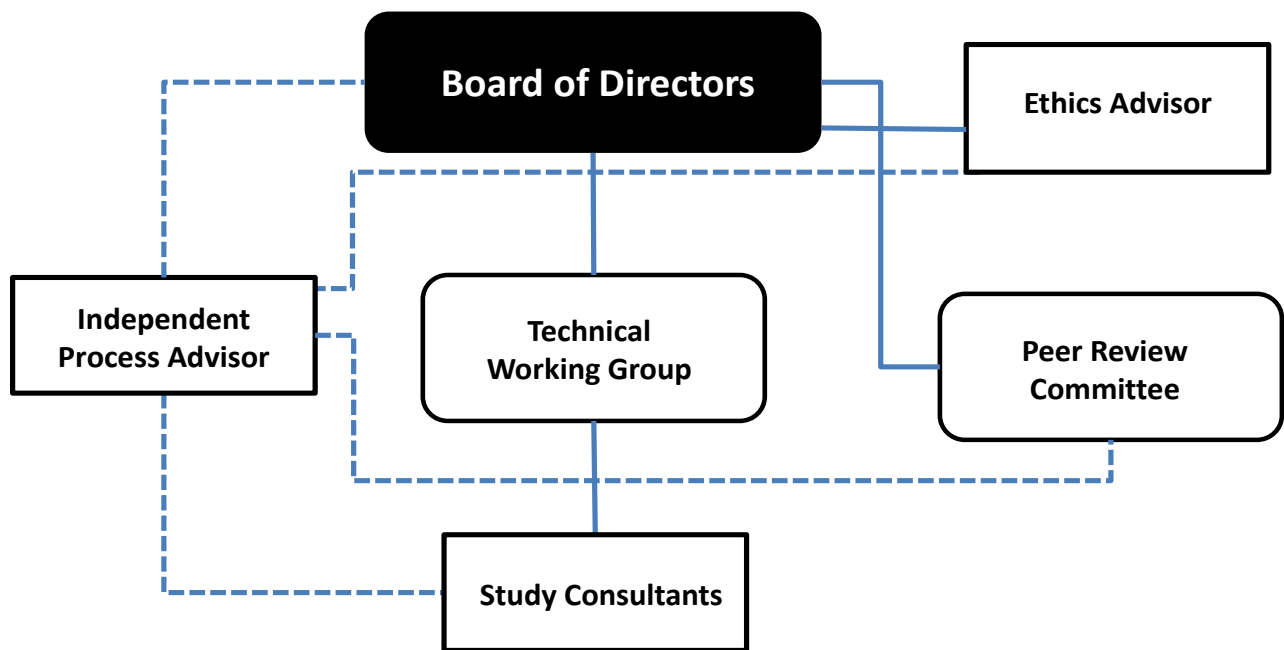 Board of Directors
Ethics Advisor
Independent
Process Advisor
Technical
Working Group
Peer Review
Committee
Study Consultants